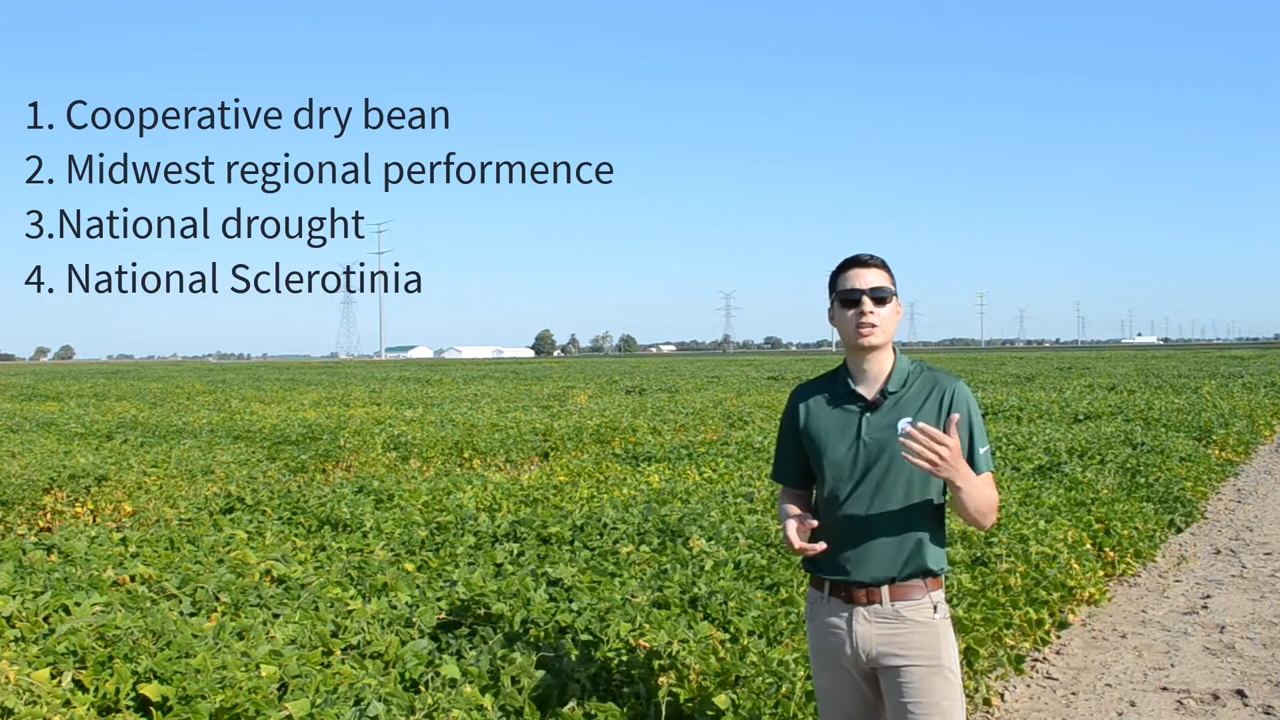 1. Cooperative dry bean
2. Midwest regional performence
3.National drought
4. National Sclerotinia